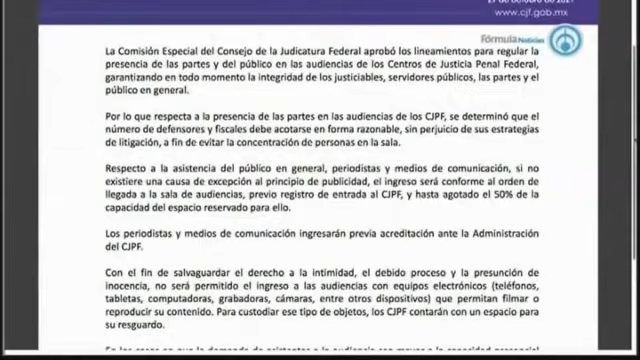 www.cjf.gob.mx
Fórmula Noticias
La Comisión Especial del Consejo de la Judicatura Federal aprobó los lineamientos para regular la
presencia de las partes y del público en las audiencias de los Centros de Justicia Penal Federal,
garantizando en todo momento la integridad de los justiciables, servidores públicos, las partes y el
público en general.
Por lo que respecta a la presencia de las partes en las audiencias de los CJPF, se determinó que el
número de defensores y fiscales debe acotarse en forma razonable, sin perjuicio de sus estrategias
de litigación, a fin de evitar la concentración de personas en la sala.
Respecto a la asistencia del público en general, periodistas y medios de comunicación, si no
existiere una causa de excepción al principio de publicidad, el ingreso será conforme al orden de
llegada a la sala de audiencias, previo registro de entrada al CJPF, y hasta agotado el 50% de la
capacidad del espacio reservado para ello.
Los periodistas y medios de comunicación ingresarán previa acreditación ante la Administración
del CJPF.
Con el fin de salvaguardar el derecho a la intimidad, el debido proceso y la presunción de
inocencia, no será permitido el ingreso a las audiencias con equipos electrónicos (teléfonos,
tabletas, computadoras, grabadoras, cámaras, entre otros dispositivos) que permitan filmar o
reproducir su contenido. Para custodiar ese tipo de objetos, los CJPF contarán con un espacio para
su resguardo.